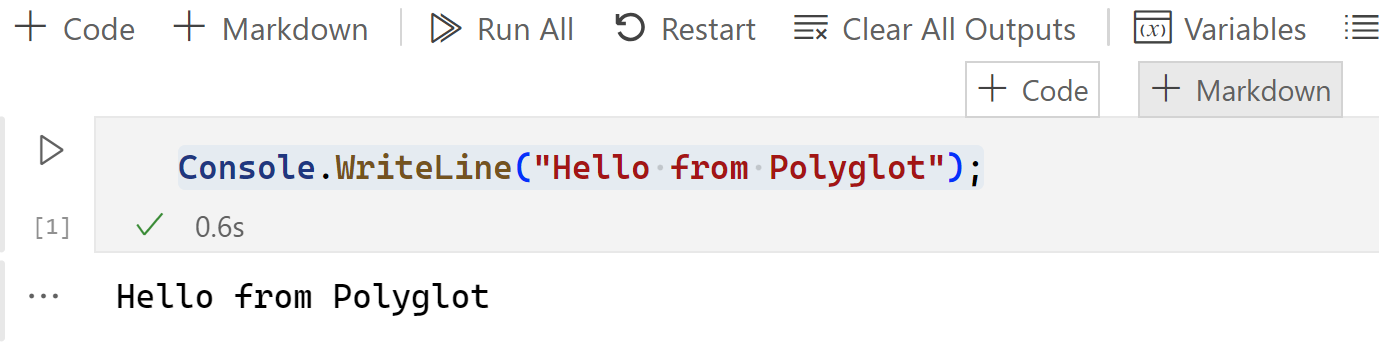 + Code + Markdown Run All Restart Clear All Outputs (x) Variables
+ Code + Markdown
Console.WriteLine("Hello from Polyglot");
[1] 0.6s
... Hello from Polyglot